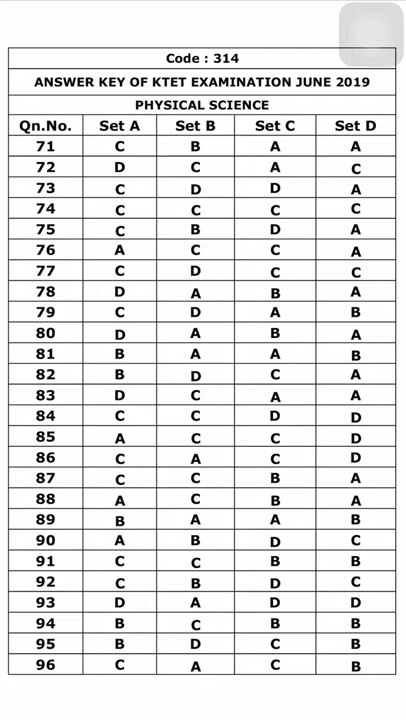 Code : 314
ANSWER KEY OF KTET EXAMINATION JUNE 2019
PHYSICAL SCIENCE
Qn.No. Set A Set B Set C Set D
71 C B A A
72 D C A C
73 C D D A
74 C C C C
75 C B D A
76 A C C A
77 C D C C
78 D A B A
79 C D A B
80 D A B A
81 B A A B
82 B D C A
83 D C A A
84 C C D D
85 A C C D
86 C A C D
87 C C B A
88 A C B A
89 B A A B
90 A B D C
91 C C B B
92 C B D C
93 D A D D
94 B C B B
95 B D C B
96 C A C B